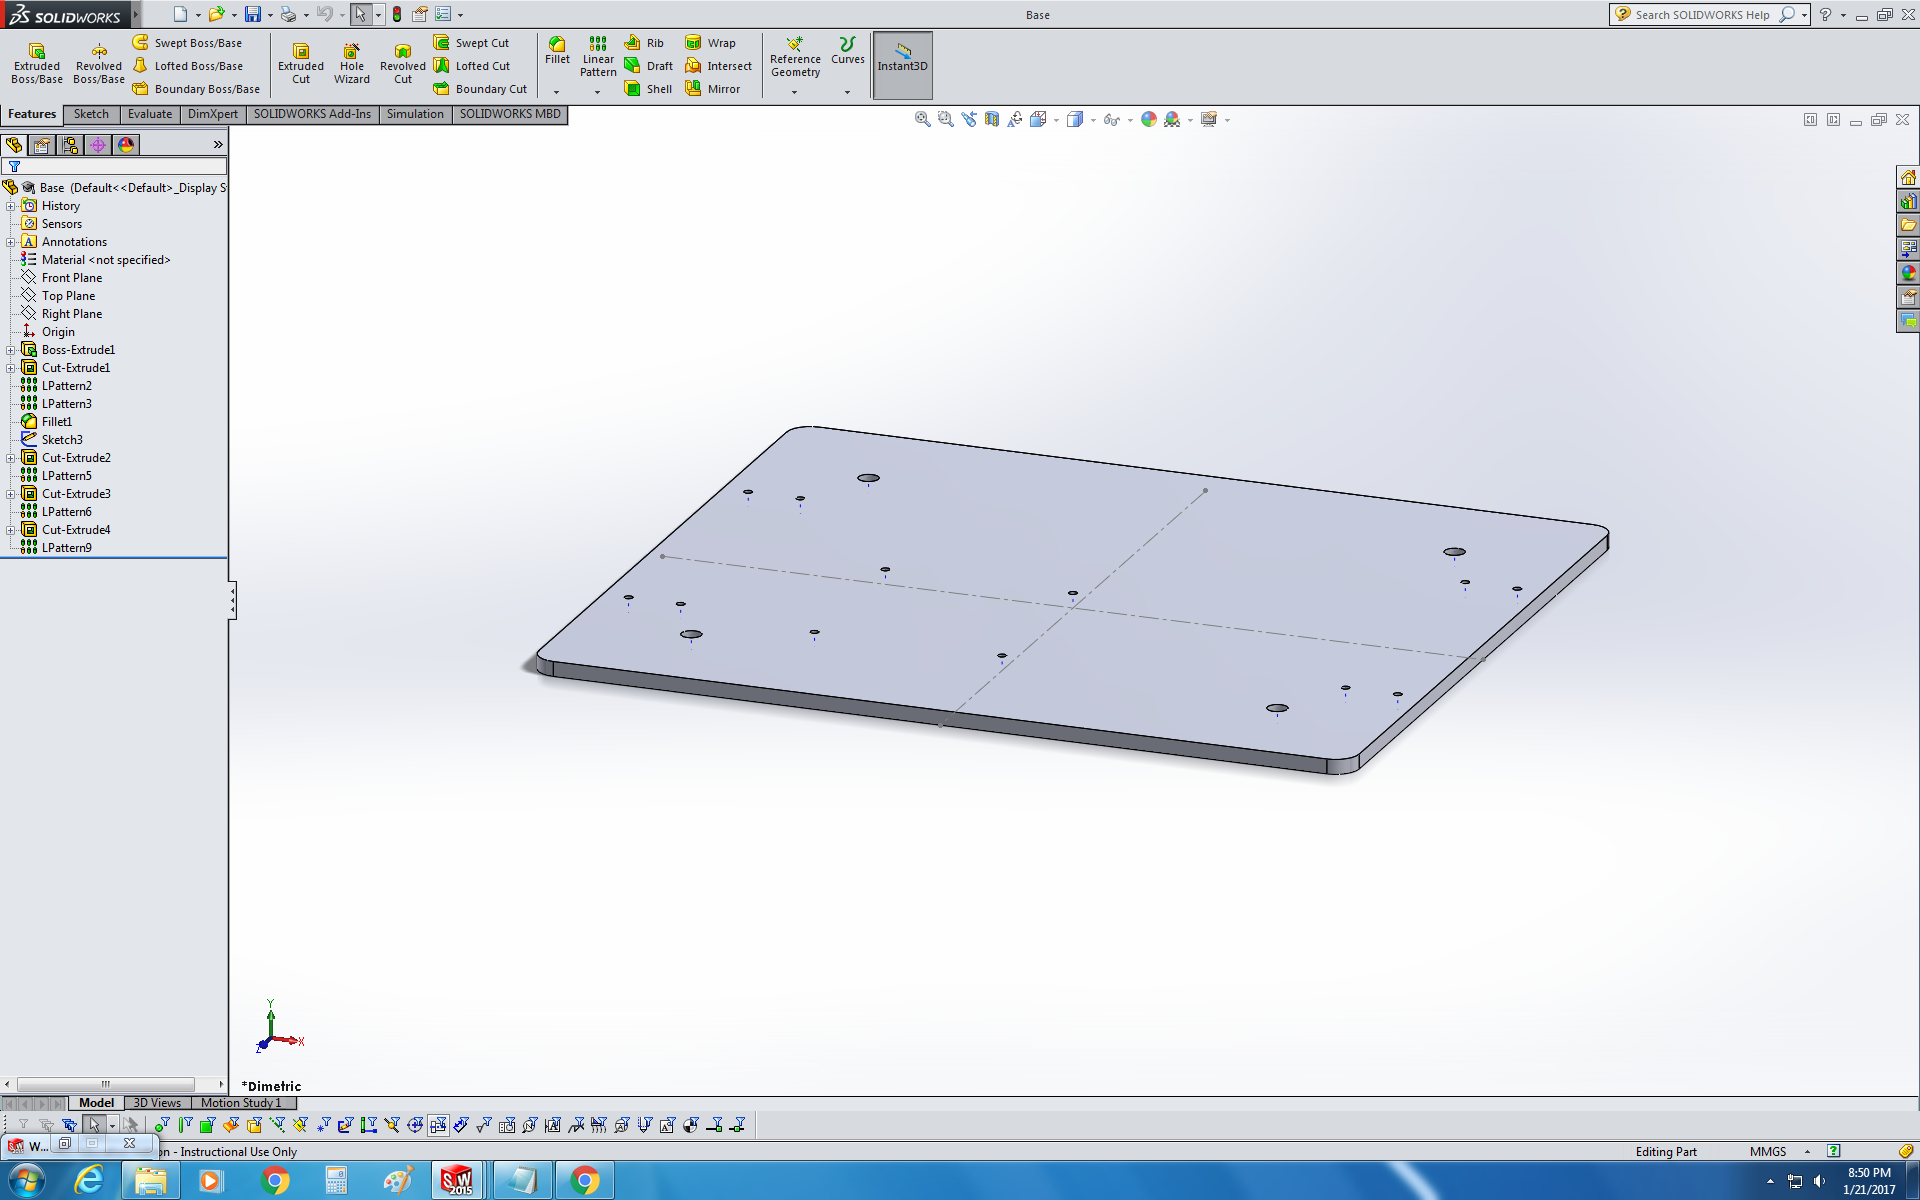 SOLIDWORKS
Base
Search SOLIDWORKS Help
Extruded Boss/Base
Revolved Boss/Base
Swept Boss/Base
Lofted Boss/Base
Boundary Boss/Base
Extruded Cut
Hole Wizard
Revolved Cut
Swept Cut
Lofted Cut
Boundary Cut
Fillet
Linear Pattern
Rib
Draft
Shell
Wrap
Intersect
Mirror
Reference Geometry
Curves
Instant3D
Features
Sketch
Evaluate
DimXpert
SOLIDWORKS Add-Ins
Simulation
SOLIDWORKS MBD
Base (Default<<Default>_Display S
History
Sensors
Annotations
Material <not specified>
Front Plane
Top Plane
Right Plane
Origin
Boss-Extrude1
Cut-Extrude1
LPattern2
LPattern3
Fillet1
Sketch3
Cut-Extrude2
LPattern5
Cut-Extrude3
LPattern6
Cut-Extrude4
LPattern9
Y
X
Z
*Dimetric
Model
3D Views
Motion Study 1
W...
on - Instructional Use Only
Editing Part
MMGS
SW
2015
8:50 PM
1/21/2017